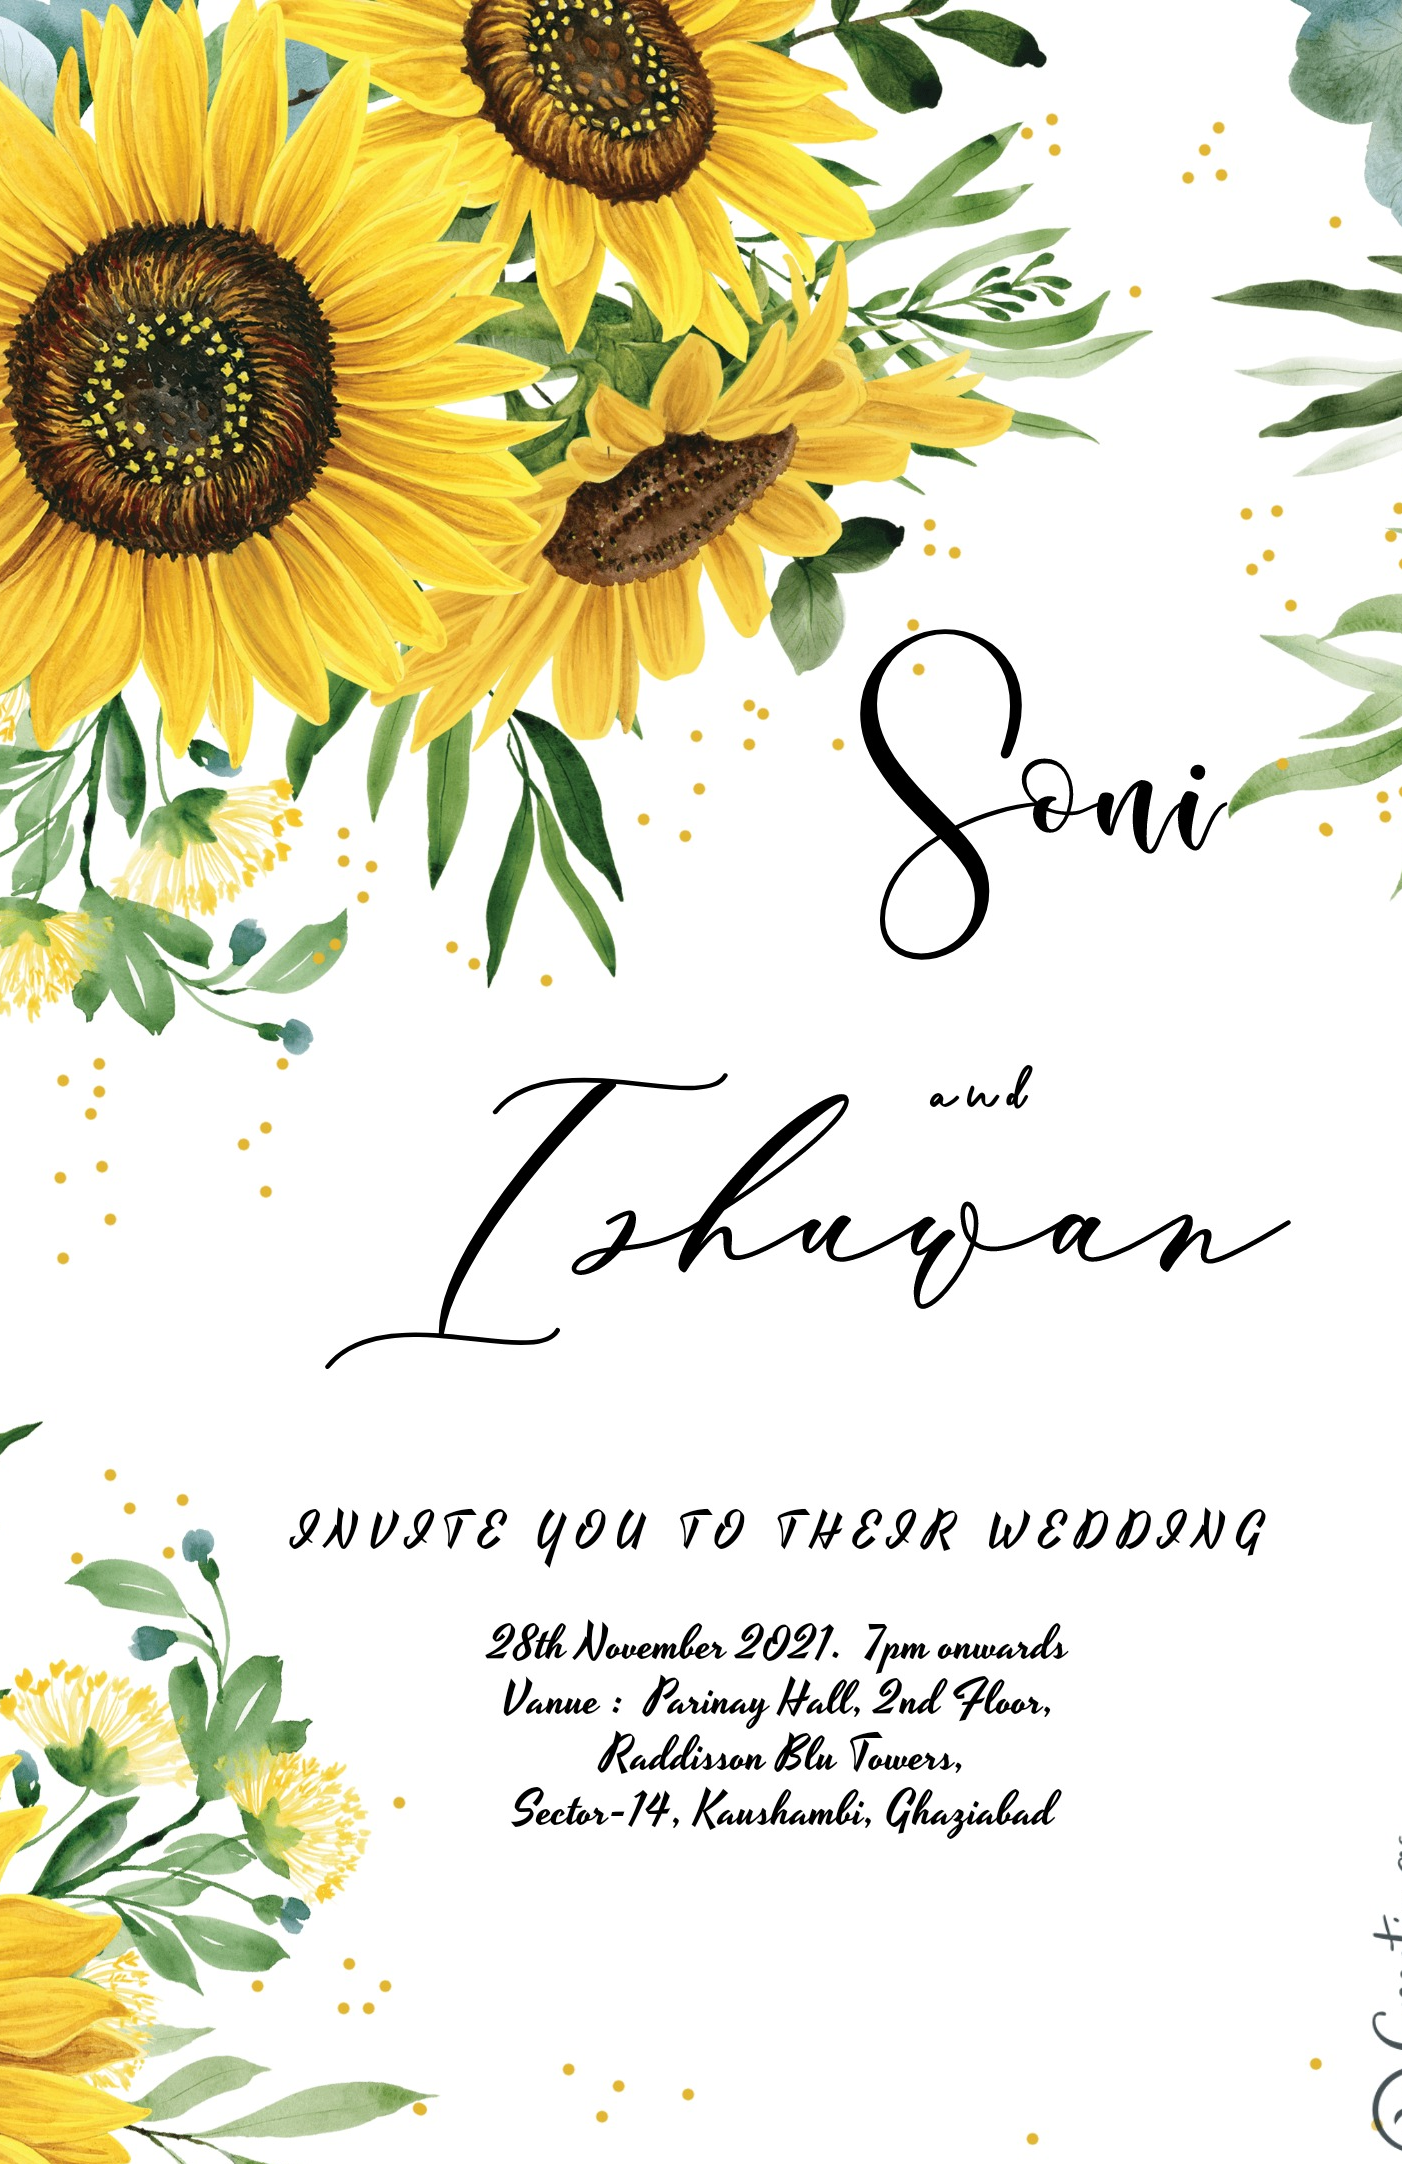 Soni
and
Ishuwan
INVITE YOU TO THEIR WEDDING
28th November 2021. 7pm onwards
Vanue : Parinay Hall, 2nd Floor,
Raddisson Blu Towers,
Sector-14, Kaushambi, Ghaziabad